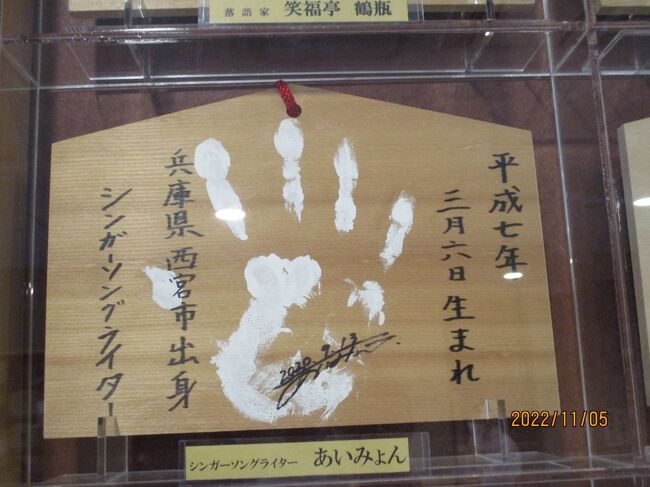 落語家 笑福亭 鶴瓶
平成七年
三月六日生まれ
兵庫県西宮市出身
シンガーソングライター
2020.9.13
シンガーソングライター あいみょん
2022/11/05